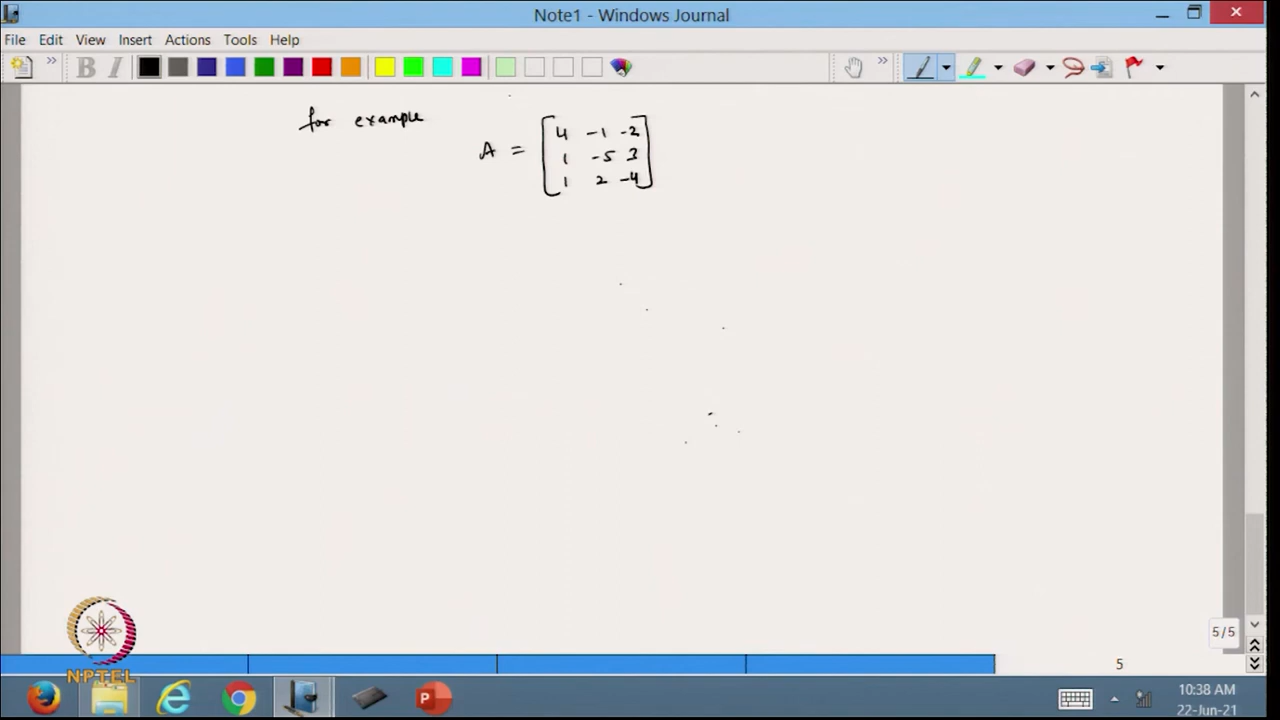 Note1 - Windows Journal
File Edit View Insert Actions Tools Help
for example
A = [4 -1 -2
1 -5 3
1 2 -4]
5/5
NPTEL
5
10:38 AM
22-Jun-21